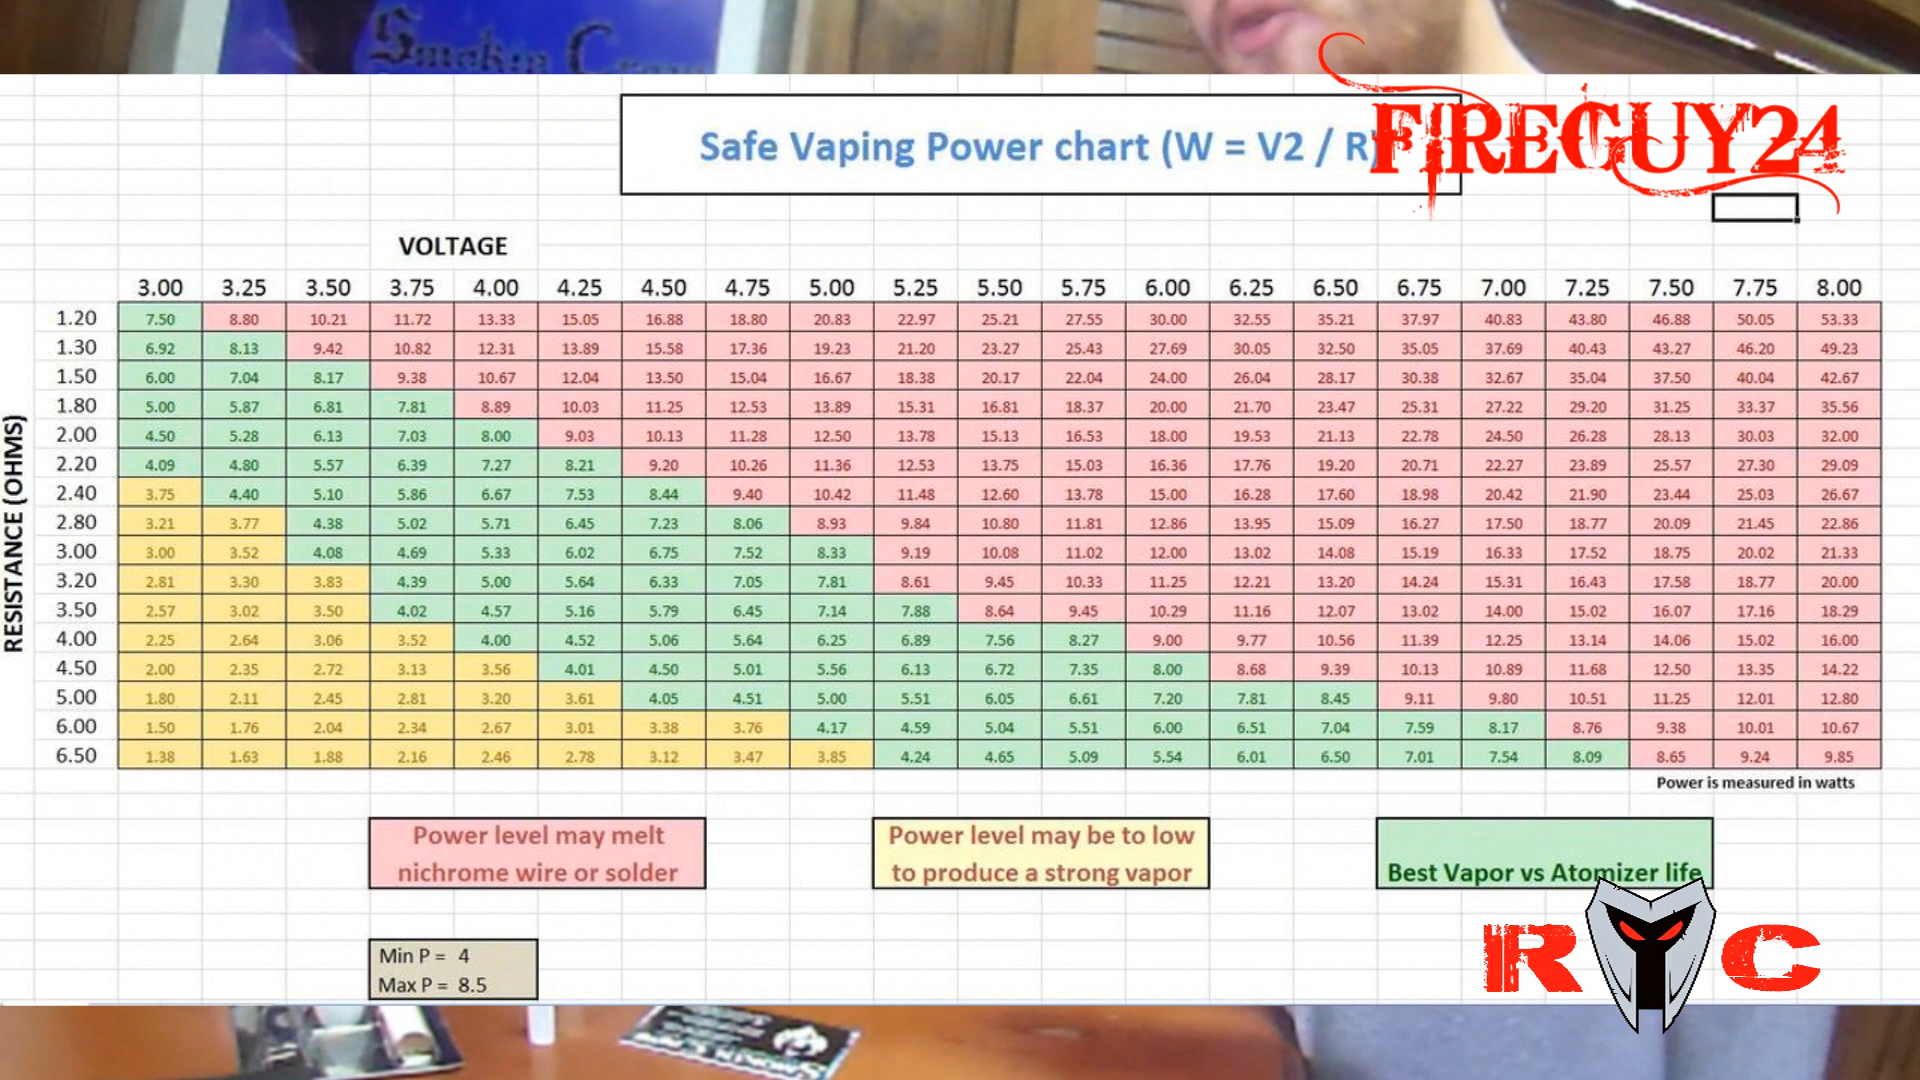 Smokin
FIREGUY24
Safe Vaping Power chart (W = V2 / R)
VOLTAGE
3.00 3.25 3.50 3.75 4.00 4.25 4.50 4.75 5.00 5.25 5.50 5.75 6.00 6.25 6.50 6.75 7.00 7.25 7.50 7.75 8.00
RESISTANCE (OHMS)
1.20 7.50 8.80 10.21 11.72 13.33 15.05 16.88 18.80 20.83 22.97 25.21 27.55 30.00 32.55 35.21 37.97 40.83 43.80 46.88 50.05 53.33
1.30 6.92 8.13 9.42 10.82 12.31 13.89 15.58 17.36 19.23 21.20 23.27 25.43 27.69 30.05 32.50 35.05 37.69 40.43 43.27 46.20 49.23
1.50 6.00 7.04 8.17 9.38 10.67 12.04 13.50 15.04 16.67 18.38 20.17 22.04 24.00 26.04 28.17 30.38 32.67 35.04 37.50 40.04 42.67
1.80 5.00 5.87 6.81 7.81 8.89 10.03 11.25 12.53 13.89 15.31 16.81 18.37 20.00 21.70 23.47 25.31 27.22 29.20 31.25 33.37 35.56
2.00 4.50 5.28 6.13 7.03 8.00 9.03 10.13 11.28 12.50 13.78 15.13 16.53 18.00 19.53 21.13 22.78 24.50 26.28 28.13 30.03 32.00
2.20 4.09 4.80 5.57 6.39 7.27 8.21 9.20 10.26 11.36 12.53 13.75 15.03 16.36 17.76 19.20 20.71 22.27 23.89 25.57 27.30 29.09
2.40 3.75 4.40 5.10 5.86 6.67 7.53 8.44 9.40 10.42 11.48 12.60 13.78 15.00 16.28 17.60 18.98 20.42 21.90 23.44 25.03 26.67
2.80 3.21 3.77 4.38 5.02 5.71 6.45 7.23 8.06 8.93 9.84 10.80 11.81 12.86 13.95 15.09 16.27 17.50 18.77 20.09 21.45 22.86
3.00 3.00 3.52 4.08 4.69 5.33 6.02 6.75 7.52 8.33 9.19 10.08 11.02 12.00 13.02 14.08 15.19 16.33 17.52 18.75 20.02 21.33
3.20 2.81 3.30 3.83 4.39 5.00 5.64 6.33 7.05 7.81 8.61 9.45 10.33 11.25 12.21 13.20 14.24 15.31 16.43 17.58 18.77 20.00
3.50 2.57 3.02 3.50 4.02 4.57 5.16 5.79 6.45 7.14 7.88 8.64 9.45 10.29 11.16 12.07 13.02 14.00 15.02 16.07 17.16 18.29
4.00 2.25 2.64 3.06 3.52 4.00 4.52 5.06 5.64 6.25 6.89 7.56 8.27 9.00 9.77 10.56 11.39 12.25 13.14 14.06 15.02 16.00
4.50 2.00 2.35 2.72 3.13 3.56 4.01 4.50 5.01 5.56 6.13 6.72 7.35 8.00 8.68 9.39 10.13 10.89 11.68 12.50 13.35 14.22
5.00 1.80 2.11 2.45 2.81 3.20 3.61 4.05 4.51 5.00 5.51 6.05 6.61 7.20 7.81 8.45 9.11 9.80 10.51 11.25 12.01 12.80
6.00 1.50 1.76 2.04 2.34 2.67 3.01 3.38 3.76 4.17 4.59 5.04 5.51 6.00 6.51 7.04 7.59 8.17 8.76 9.38 10.01 10.67
6.50 1.38 1.63 1.88 2.16 2.46 2.78 3.12 3.47 3.85 4.24 4.65 5.09 5.54 6.01 6.50 7.01 7.54 8.09 8.65 9.24 9.85
Power is measured in watts
Power level may melt
nichrome wire or solder
Power level may be to low
to produce a strong vapor
Best Vapor vs Atomizer life
Min P = 4
Max P = 8.5
R C